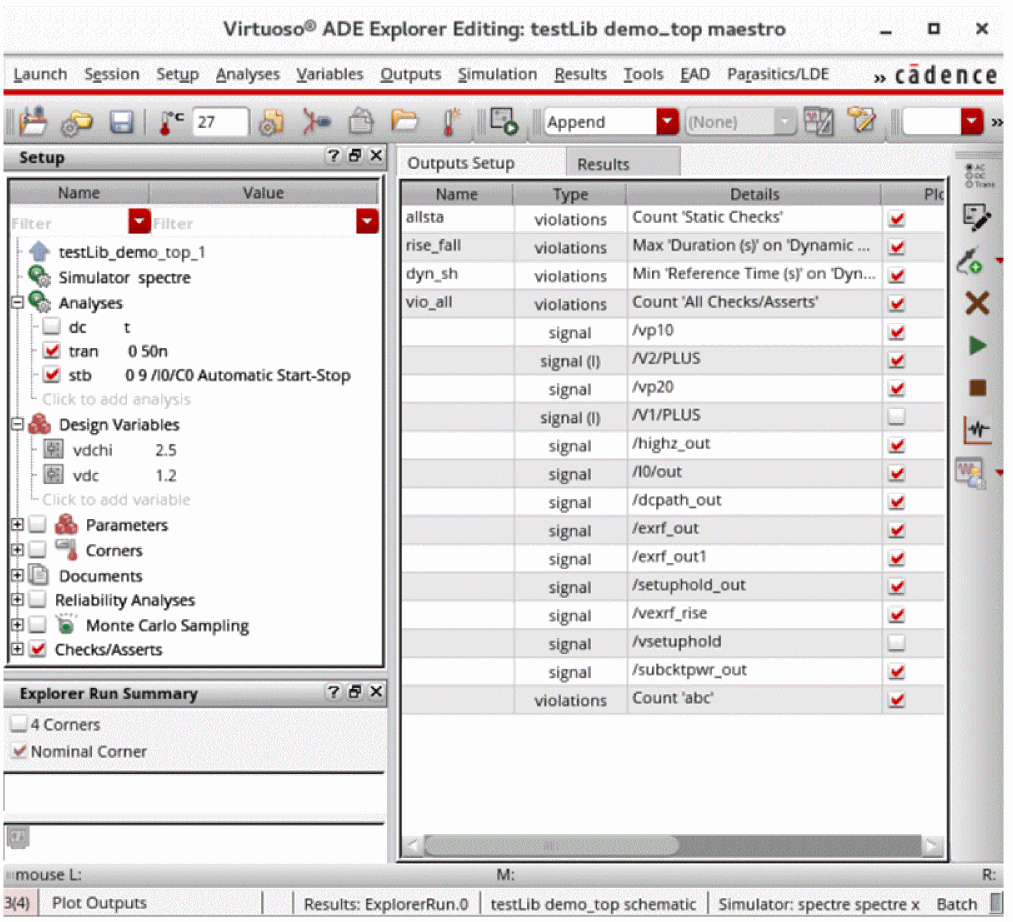 Virtuoso® ADE Explorer Editing: testLib demo_top maestro
Launch Session Setup Analyses Variables Outputs Simulation Results Tools EAD Parasitics/LDE » cādence
°C 27 Append (None) »
Setup
Name Value
Filter Filter
testLib_demo_top_1
Simulator spectre
Analyses
dc t
tran 0 50n
stb 0 9 /I0/C0 Automatic Start-Stop
Click to add analysis
Design Variables
vdchi 2.5
vdc 1.2
Click to add variable
Parameters
Corners
Documents
Reliability Analyses
Monte Carlo Sampling
Checks/Asserts
Explorer Run Summary
4 Corners
Nominal Corner
Outputs Setup Results
Name Type Details Plo
allsta violations Count 'Static Checks'
rise_fall violations Max 'Duration (s)' on 'Dynamic ...
dyn_sh violations Min 'Reference Time (s)' on 'Dyn...
vio_all violations Count 'All Checks/Asserts'
signal /vp10
signal (I) /V2/PLUS
signal /vp20
signal (I) /V1/PLUS
signal /highz_out
signal /I0/out
signal /dcpath_out
signal /exrf_out
signal /exrf_out1
signal /setuphold_out
signal /vexrf_rise
signal /vsetuphold
signal /subcktpwr_out
violations Count 'abc'
AC
DC
Trans
mouse L: M: R:
3(4) Plot Outputs Results: ExplorerRun.0 testLib demo_top schematic Simulator: spectre spectre x Batch